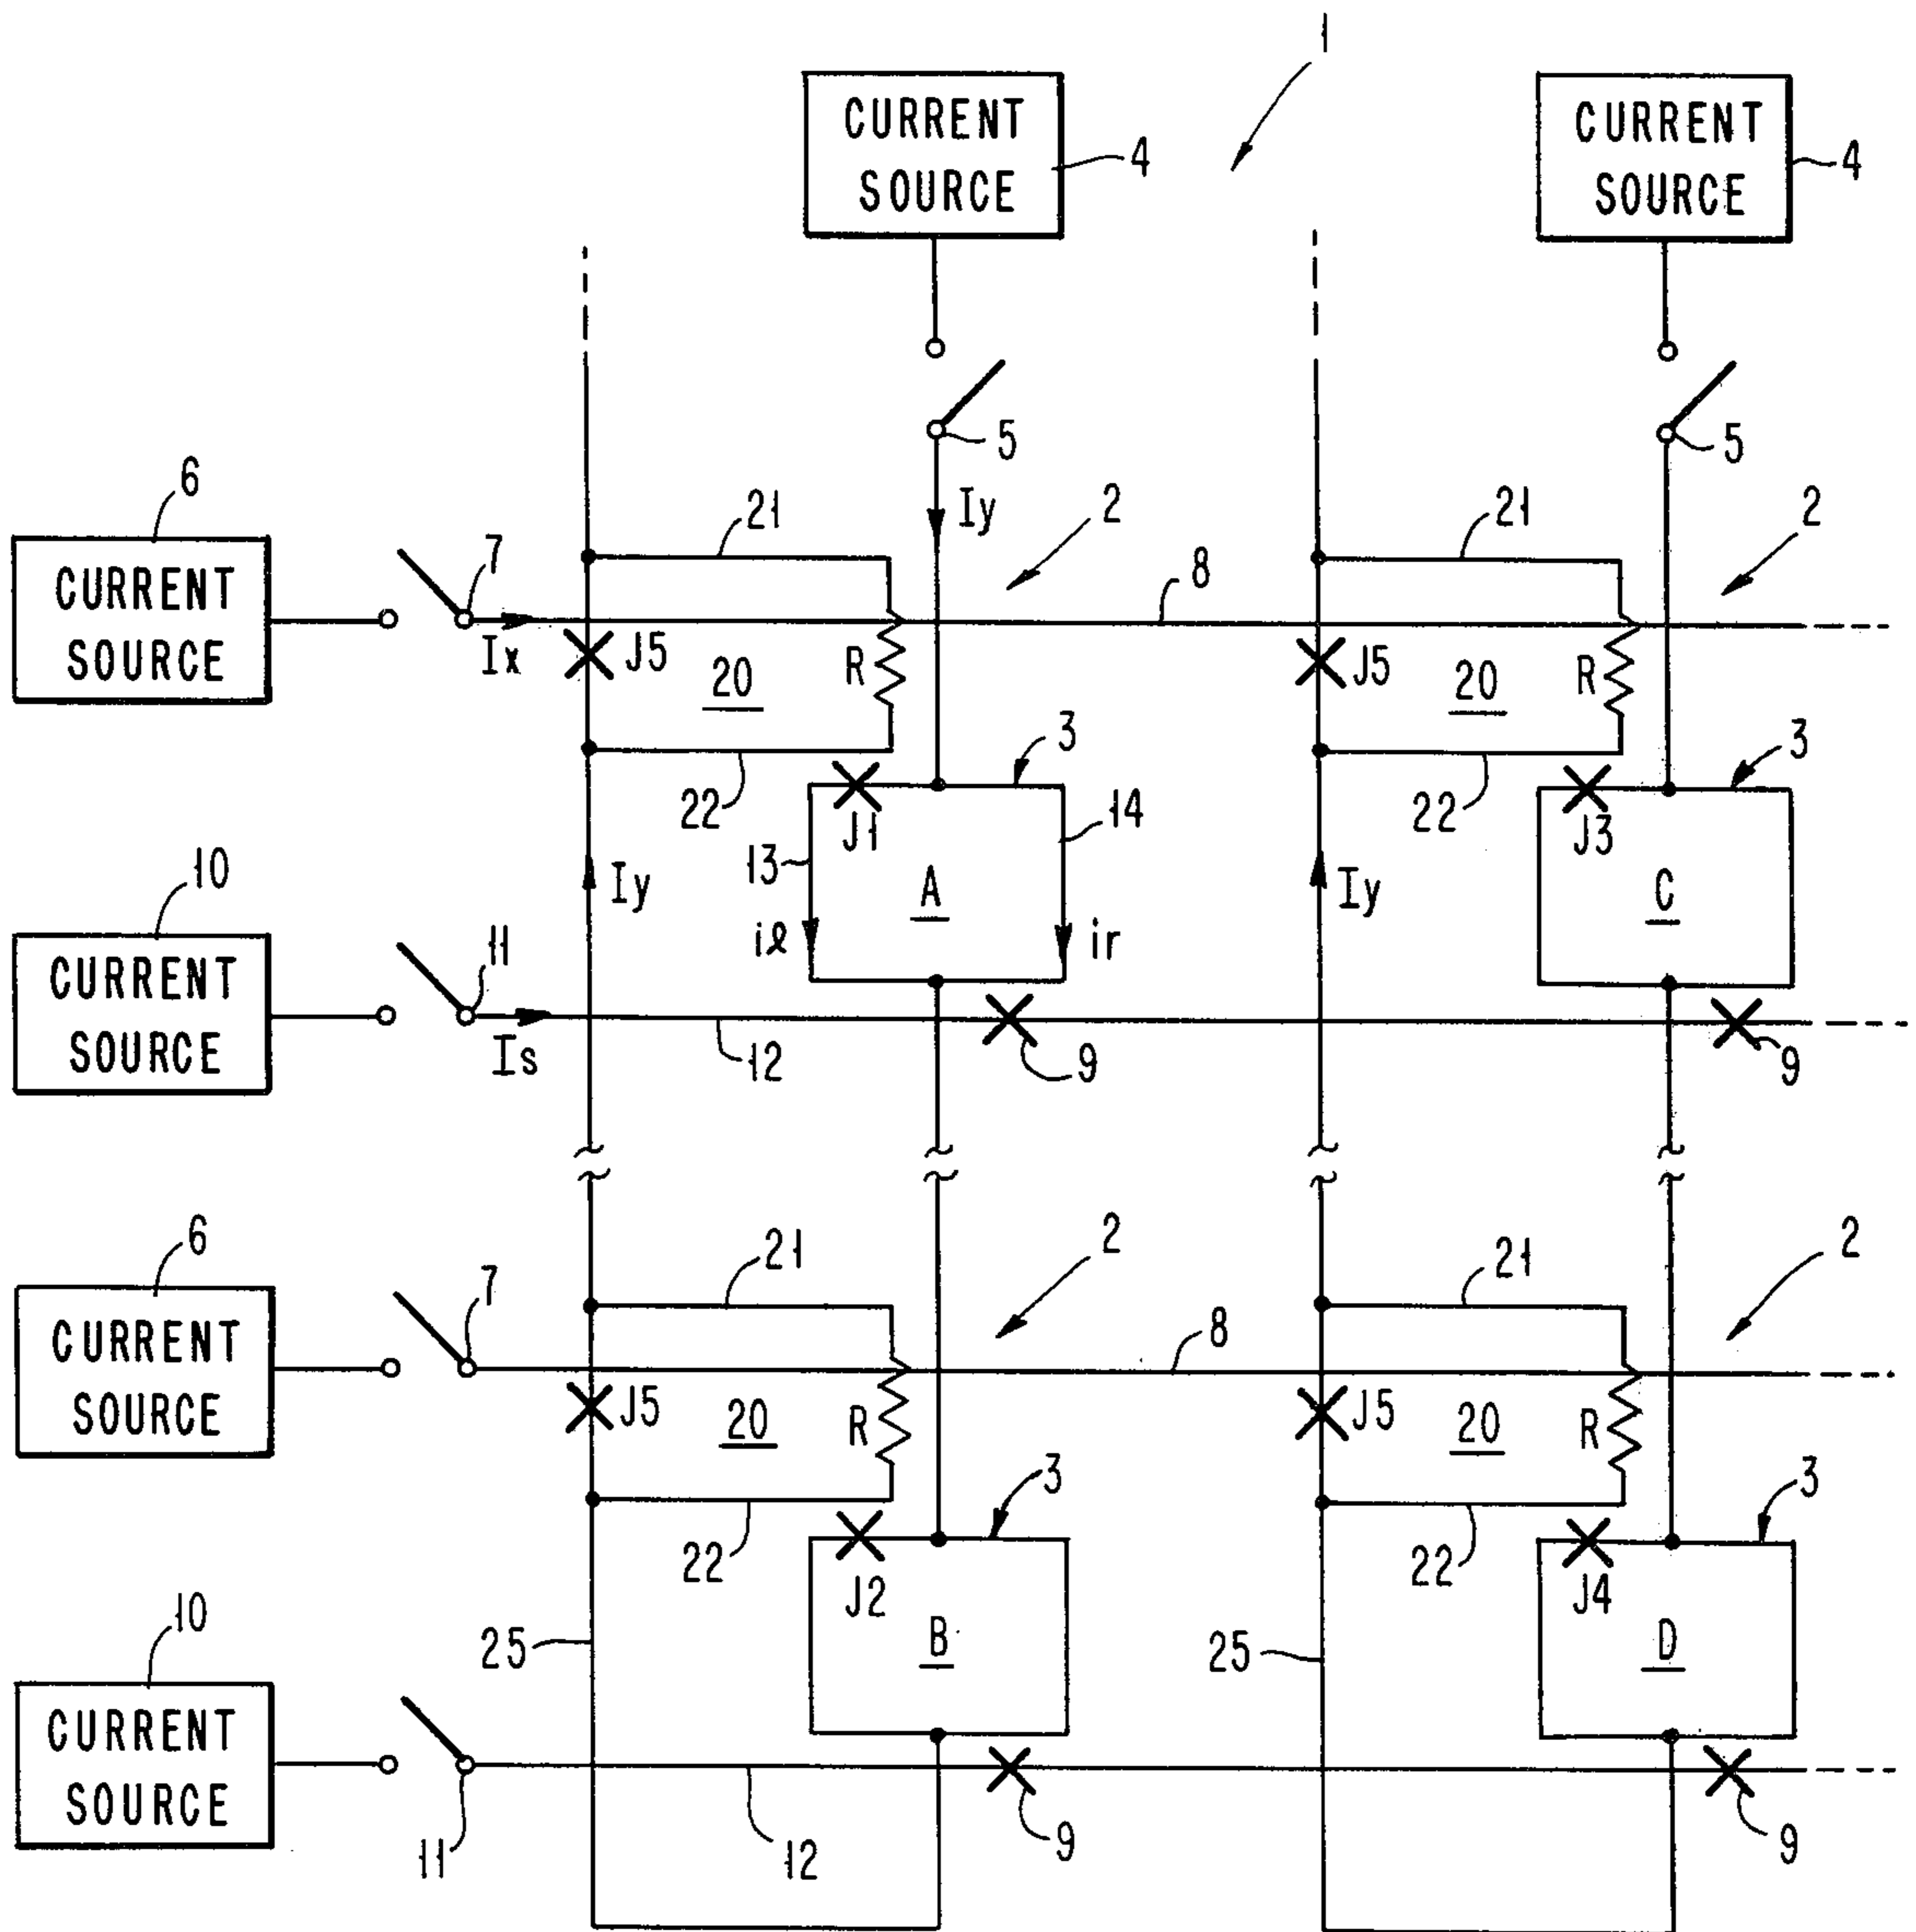 1
CURRENT SOURCE 4
CURRENT SOURCE 4
5
5
Iy
6
7
21
2
8
21
2
CURRENT SOURCE
Ix
J5
20
R
J5
20
R
22
3
22
3
J1
J3
13
14
10
11
Iy
A
Iy
C
iℓ
ir
CURRENT SOURCE
Is
12
9
9
6
7
21
2
8
21
2
CURRENT SOURCE
J5
20
R
J5
20
R
22
3
22
3
J2
J4
10
25
B
25
D
CURRENT SOURCE
11
12
9
9